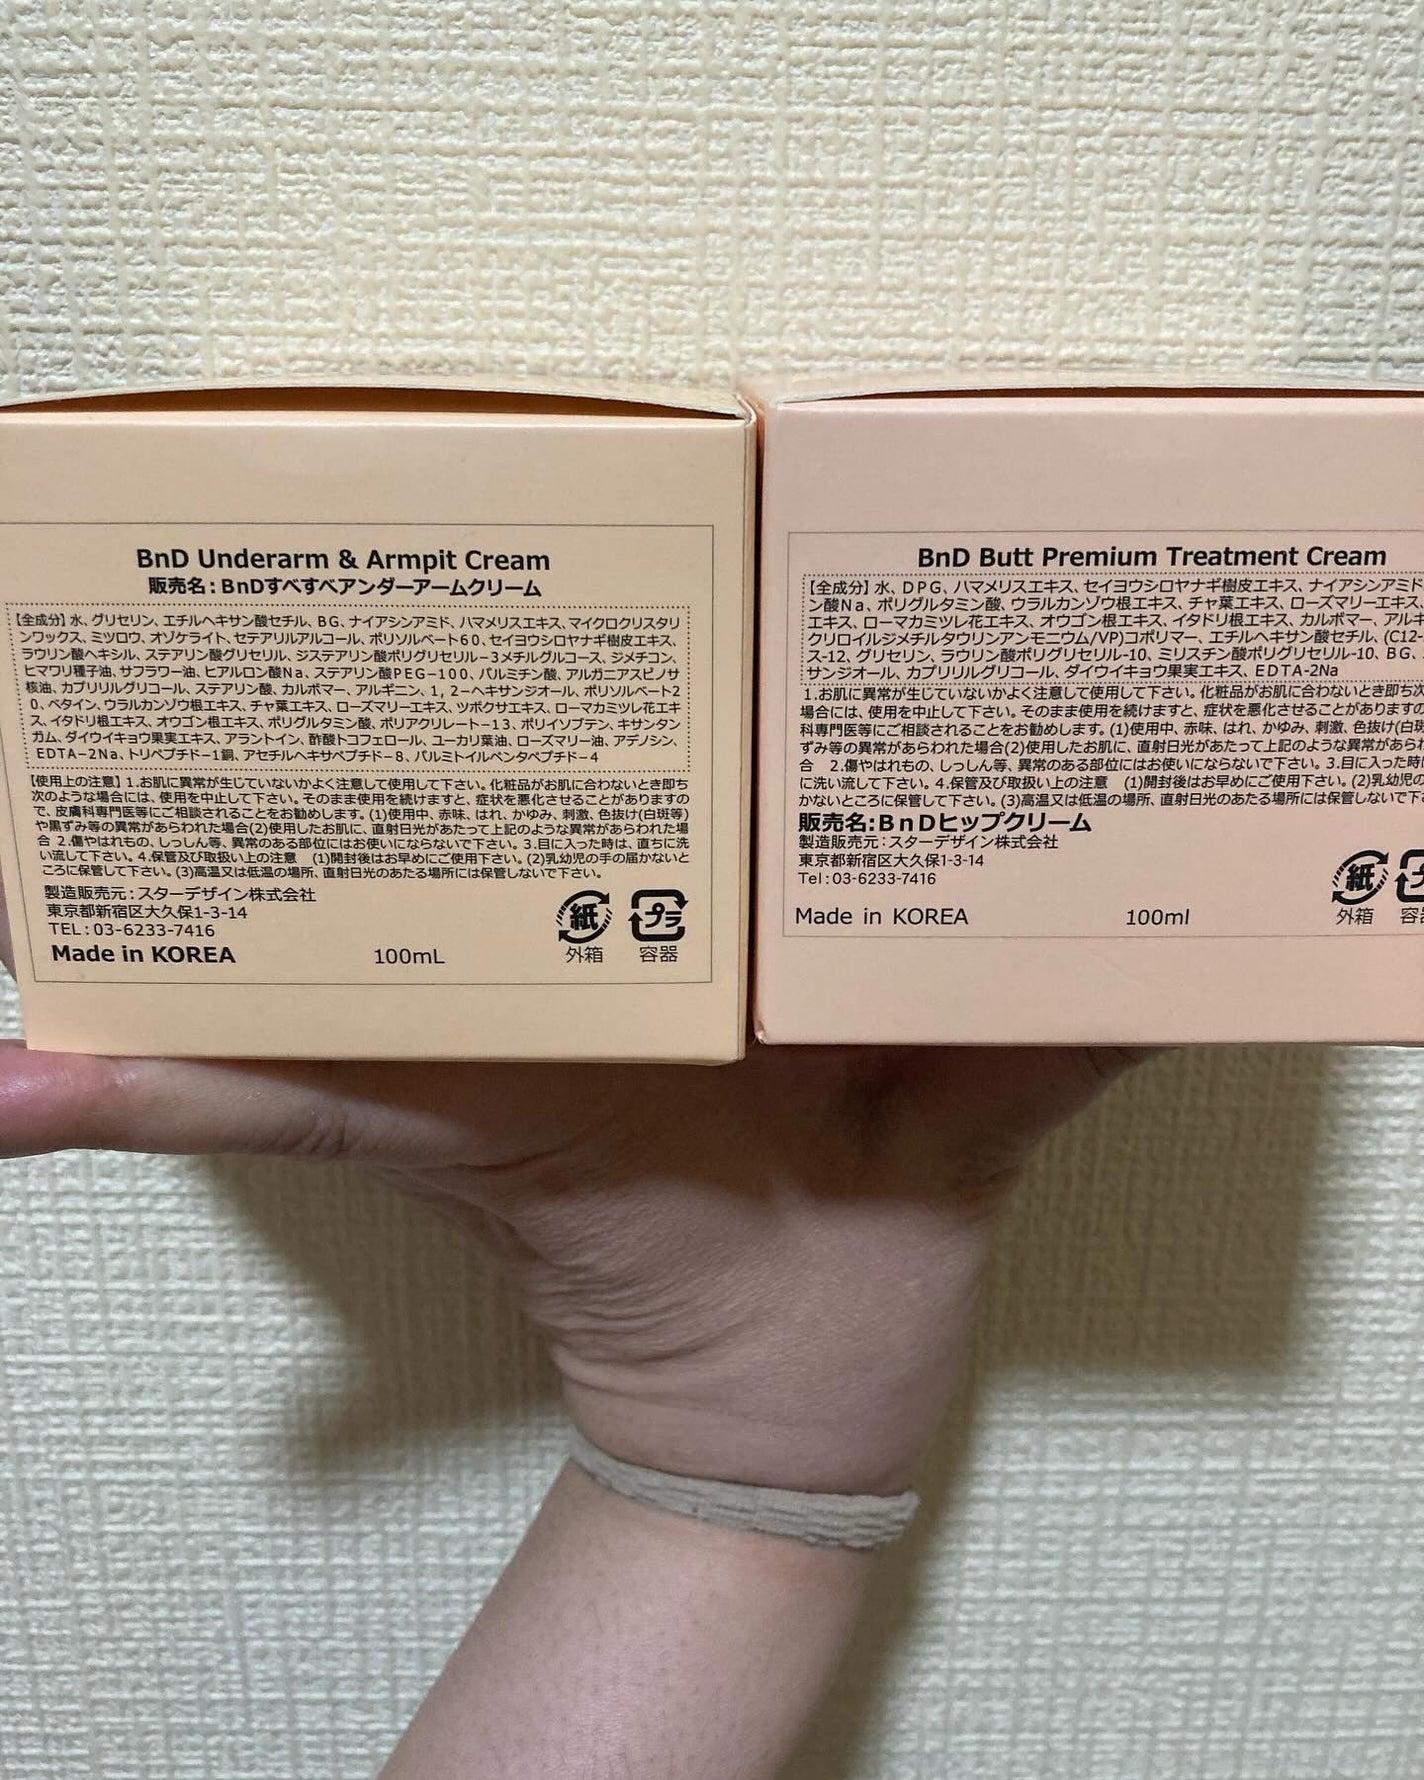 BnD Underarm & Armpit Cream
販売名：BnDすべすべアンダーアームクリーム
【全成分】水、グリセリン、エチルヘキサン酸セチル、BG、ナイアシンアミド、ハマメリスエキス、マイクロクリスタリ
ンワックス、ミツロウ、オゾケライト、セテアリルアルコール、ポリソルベート60、セイヨウシロヤナギ樹皮エキス、
ラウリン酸ヘキシル、ステアリン酸グリセリル、ジステアリン酸ポリグリセリル－3メチルグルコース、ジメチコン、
ヒマワリ種子油、サフラワー油、ヒアルロン酸Na、ステアリン酸PEG－100、パルミチン酸、アルガニアスピノサ
核油、カプリリルグリコール、ステアリン酸、カルボマー、アルギニン、1，2－ヘキサンジオール、ポリソルベート2
0、ベタイン、ウラルカンゾウ根エキス、チャ葉エキス、ローズマリーエキス、ツボクサエキス、ローマカミツレ花エキ
ス、イタドリ根エキス、オウゴン根エキス、ポリグルタミン酸、ポリアクリレート－13、ポリイソブテン、キサンタン
ガム、ダイウイキョウ果実エキス、アラントイン、酢酸トコフェロール、ユーカリ葉油、ローズマリー油、アデノシン、
EDTA－2Na、トリペプチド－1銅、アセチルヘキサペプチド－8、パルミトイルペンタペプチド－4
【使用上の注意】1.お肌に異常が生じていないかよく注意して使用して下さい。化粧品がお肌に合わないとき即ち
次のような場合には、使用を中止して下さい。そのまま使用を続けますと、症状を悪化させることがありますの
で、皮膚科専門医等にご相談されることをお勧めします。(1)使用中、赤味、はれ、かゆみ、刺激、色抜け(白斑等)
や黒ずみ等の異常があらわれた場合(2)使用したお肌に、直射日光があたって上記のような異常があらわれた場
合 2.傷やはれもの、しっしん等、異常のある部位にはお使いにならないで下さい。3.目に入った時は、直ちに洗
い流して下さい。4.保管及び取扱い上の注意 (1)開封後はお早めにご使用下さい。(2)乳幼児の手の届かないと
ころに保管して下さい。(3)高温又は低温の場所、直射日光のあたる場所には保管しないで下さい。
製造販売元：スターデザイン株式会社
東京都新宿区大久保1-3-14
TEL：03-6233-7416
Made in KOREA 100mL
紙 プラ
外箱 容器
BnD Butt Premium Treatment Cream
【全成分】水、DPG、ハマメリスエキス、セイヨウシロヤナギ樹皮エキス、ナイアシンアミド
ン酸Na、ポリグルタミン酸、ウラルカンゾウ根エキス、チャ葉エキス、ローズマリーエキス、
エキス、ローマカミツレ花エキス、オウゴン根エキス、イタドリ根エキス、カルボマー、アルギ
クリロイルジメチルタウリンアンモニウム/VP)コポリマー、エチルヘキサン酸セチル、(C12-
ス-12、グリセリン、ラウリン酸ポリグリセリル-10、ミリスチン酸ポリグリセリル-10、BG、
サンジオール、カプリリルグリコール、ダイウイキョウ果実エキス、EDTA-2Na
1.お肌に異常が生じていないかよく注意して使用して下さい。化粧品がお肌に合わないとき即ち次
場合には、使用を中止して下さい。そのまま使用を続けますと、症状を悪化させることがありますの
科専門医等にご相談されることをお勧めします。(1)使用中、赤味、はれ、かゆみ、刺激、色抜け(白斑
ずみ等の異常があらわれた場合(2)使用したお肌に、直射日光があたって上記のような異常があらわ
合 2.傷やはれもの、しっしん等、異常のある部位にはお使いにならないで下さい。3.目に入った時は
に洗い流して下さい。4.保管及び取扱い上の注意 (1)開封後はお早めにご使用下さい。(2)乳幼児の
かないところに保管して下さい。(3)高温又は低温の場所、直射日光のあたる場所には保管しないで下
販売名:BnDヒップクリーム
製造販売元：スターデザイン株式会社
東京都新宿区大久保1-3-14
Tel：03-6233-7416
Made in KOREA 100ml
紙
外箱